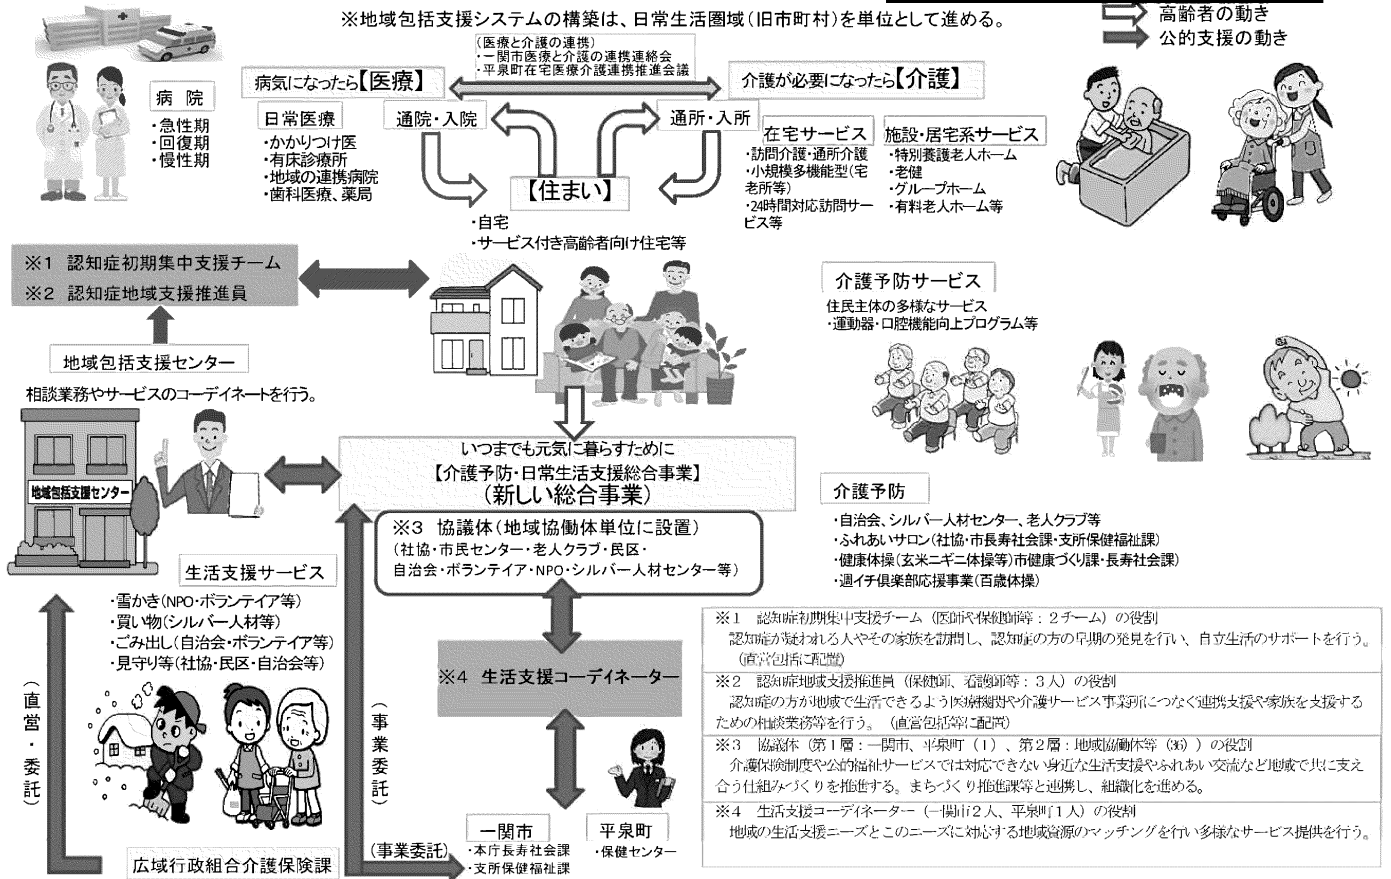 ※地域包括支援システムの構築は、日常生活圏域(旧市町村)を単位として進める。
高齢者の動き
公的支援の動き
(医療と介護の連携)
・一関市医療と介護の連携連絡会
・平泉町在宅医療介護連携推進会議
病気になったら【医療】
介護が必要になったら【介護】
病 院
・急性期
・回復期
・慢性期
日常医療
・かかりつけ医
・有床診療所
・地域の連携病院
・歯科医療、薬局
通院・入院
通所・入所
在宅サービス
・訪問介護・通所介護
・小規模多機能型(宅
老所等)
・24時間対応訪問サー
ビス等
施設・居宅系サービス
・特別養護老人ホーム
・老健
・グループホーム
・有料老人ホーム等
【住まい】
・自宅
・サービス付き高齢者向け住宅等
※1 認知症初期集中支援チーム
※2 認知症地域支援推進員
地域包括支援センター
相談業務やサービスのコーデイネートを行う。
地域包括支援センター
介護予防サービス
住民主体の多様なサービス
・運動器・口腔機能向上プログラム等
いつまでも元気に暮らすために
【介護予防・日常生活支援総合事業】
(新しい総合事業)
※3 協議体(地域協働体単位に設置)
(社協・市民センター・老人クラブ・民区・
自治会・ボランテイア・NPO・シルバー人材センター等)
介護予防
・自治会、シルバー人材センター、老人クラブ等
・ふれあいサロン(社協・市長寿社会課・支所保健福祉課)
・健康体操(玄米ニギニ体操等)市健康づくり課・長寿社会課)
・週イチ倶楽部応援事業(百歳体操)
生活支援サービス
・雪かき(NPO・ボランテイア等)
・買い物(シルバー人材等)
・ごみ出し(自治会・ボランテイア等)
・見守り等(社協・民区・自治会等)
※4 生活支援コーデイネーター
(直営・委託)
(事業委託)
(事業委託)
一関市
・本庁長寿社会課
・支所保健福祉課
平泉町
・保健センター
広域行政組合介護保険課
※1 認知症初期集中支援チーム(医師や保健師等:2チーム)の役割
認知症が疑われる人やその家族を訪問し、認知症の方の早期の発見を行い、自立生活のサポートを行う。
(直営包括に配置)
※2 認知症地域支援推進員(保健師、看護師等:3人)の役割
認知症の方が地域で生活できるよう医療機関や介護サービス事業所につなぐ連携支援や家族を支援する
ための相談業務等を行う。(直営包括等に配置)
※3 協議体(第1層:一関市、平泉町(1)、第2層:地域協働体等(36))の役割
介護保険制度や公的福祉サービスでは対応できない身近な生活支援やふれあい交流など地域で共に支え
合う仕組みづくりを推進する。まちづくり推進課等と連携し、組織化を進める。
※4 生活支援コーディネーター(一関市2人、平泉町1人)の役割
地域の生活支援ニーズとこのニーズに対応する地域資源のマッチングを行い多様なサービス提供を行う。